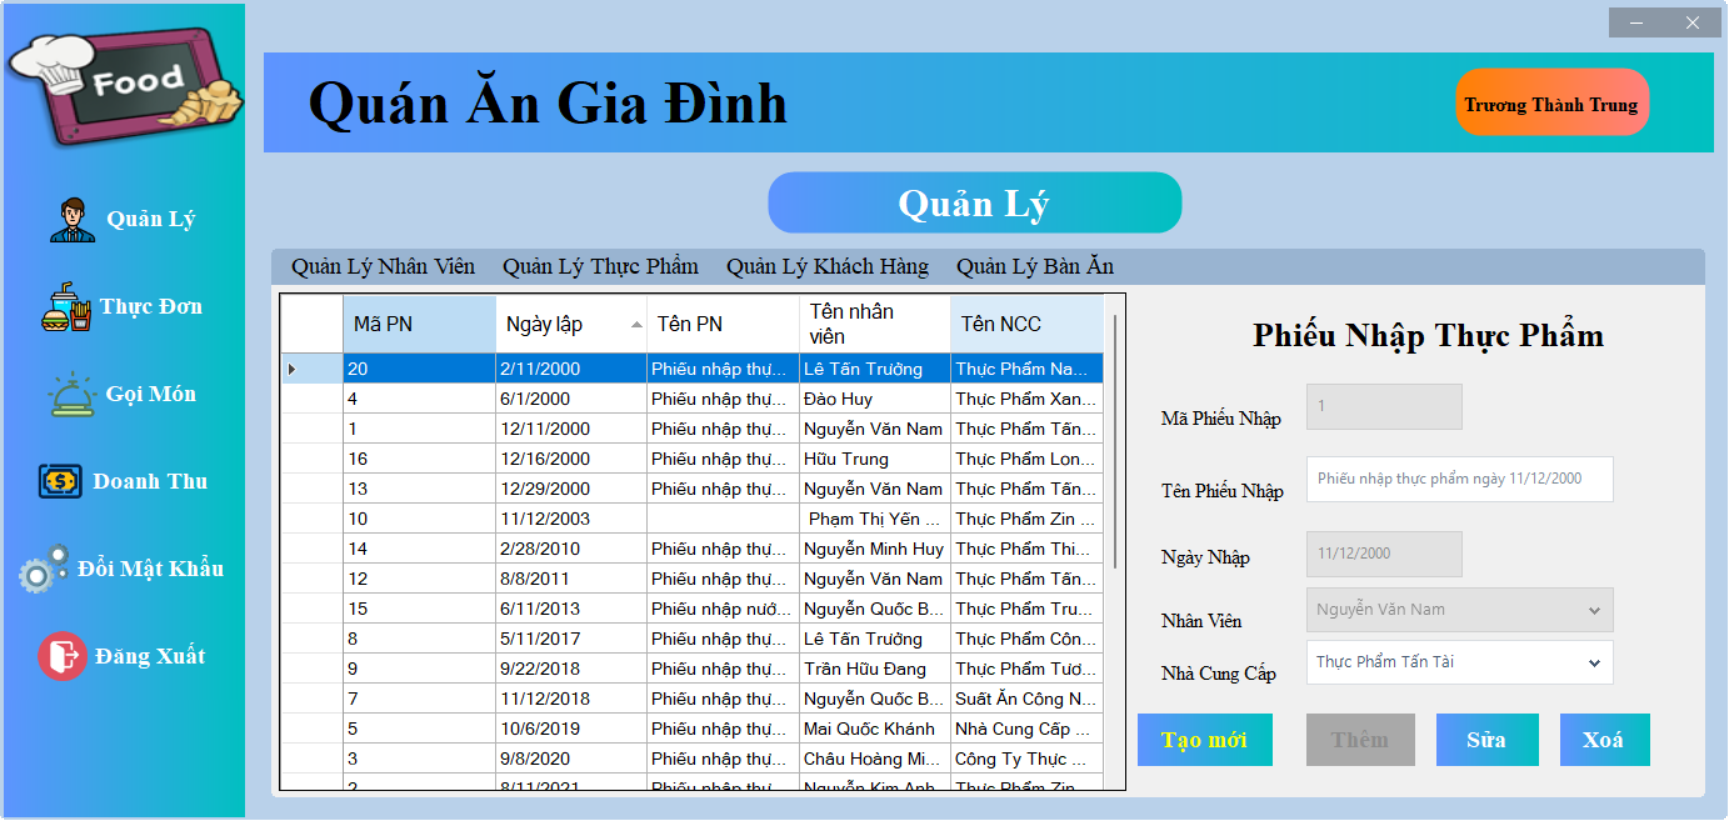 Food
Quán Ăn Gia Đình
Trương Thành Trung
Quản Lý
Thực Đơn
Gọi Món
Doanh Thu
Đổi Mật Khẩu
Đăng Xuất
Quản Lý
Quản Lý Nhân Viên Quản Lý Thực Phẩm Quản Lý Khách Hàng Quản Lý Bàn Ăn
Mã PN Ngày lập Tên PN Tên nhân viên Tên NCC
20 2/11/2000 Phiếu nhập thự... Lê Tấn Trưởng Thực Phẩm Na...
4 6/1/2000 Phiếu nhập thự... Đào Huy Thực Phẩm Xan...
1 12/11/2000 Phiếu nhập thự... Nguyễn Văn Nam Thực Phẩm Tấn...
16 12/16/2000 Phiếu nhập thự... Hữu Trung Thực Phẩm Lon...
13 12/29/2000 Phiếu nhập thự... Nguyễn Văn Nam Thực Phẩm Tấn...
10 11/12/2003 Phạm Thị Yến ... Thực Phẩm Zin ...
14 2/28/2010 Phiếu nhập thự... Nguyễn Minh Huy Thực Phẩm Thi...
12 8/8/2011 Phiếu nhập thự... Nguyễn Văn Nam Thực Phẩm Tấn...
15 6/11/2013 Phiếu nhập nướ... Nguyễn Quốc B... Thực Phẩm Tru...
8 5/11/2017 Phiếu nhập thự... Lê Tấn Trưởng Thực Phẩm Côn...
9 9/22/2018 Phiếu nhập thự... Trần Hữu Đang Thực Phẩm Tươ...
7 11/12/2018 Phiếu nhập thự... Nguyễn Quốc B... Suất Ăn Công N...
5 10/6/2019 Phiếu nhập thự... Mai Quốc Khánh Nhà Cung Cấp ...
3 9/8/2020 Phiếu nhập thự... Châu Hoàng Mi... Công Ty Thực ...
2 8/11/2021 Phiếu nhập thự... Nguyễn Kim Anh Thực Phẩm Zin ...
Phiếu Nhập Thực Phẩm
Mã Phiếu Nhập 1
Tên Phiếu Nhập Phiếu nhập thực phẩm ngày 11/12/2000
Ngày Nhập 11/12/2000
Nhân Viên Nguyễn Văn Nam
Nhà Cung Cấp Thực Phẩm Tấn Tài
Tạo mới Thêm Sửa Xoá